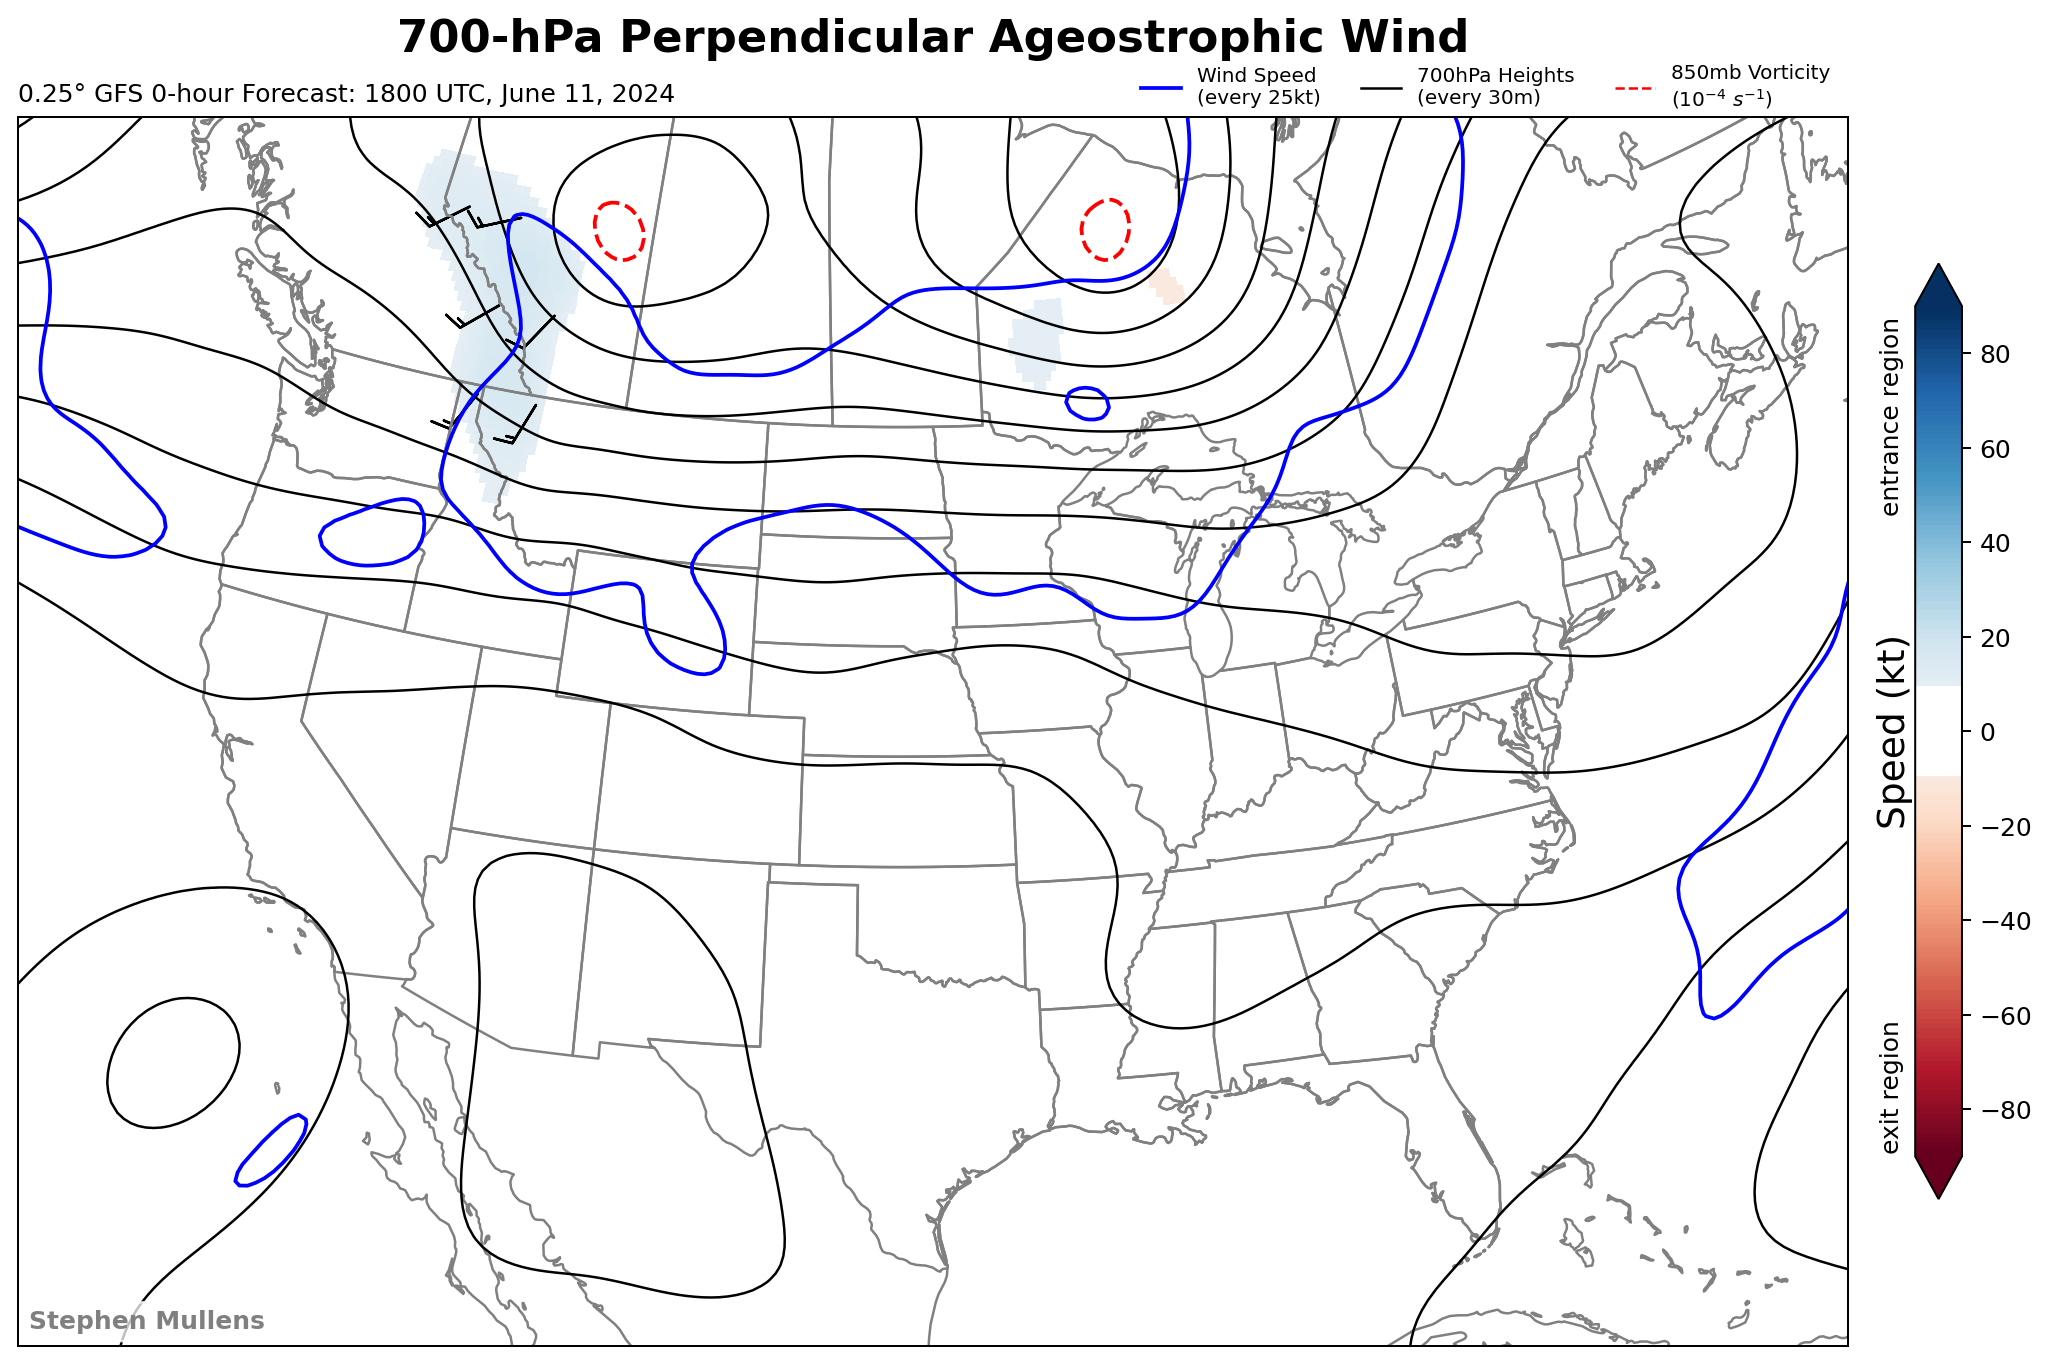 700-hPa Perpendicular Ageostrophic Wind
0.25° GFS 0-hour Forecast: 1800 UTC, June 11, 2024
Wind Speed
(every 25kt)
700hPa Heights
(every 30m)
850mb Vorticity
(10⁻⁴ s⁻¹)
entrance region
Speed (kt)
exit region
80
60
40
20
0
−20
−40
−60
−80
Stephen Mullens